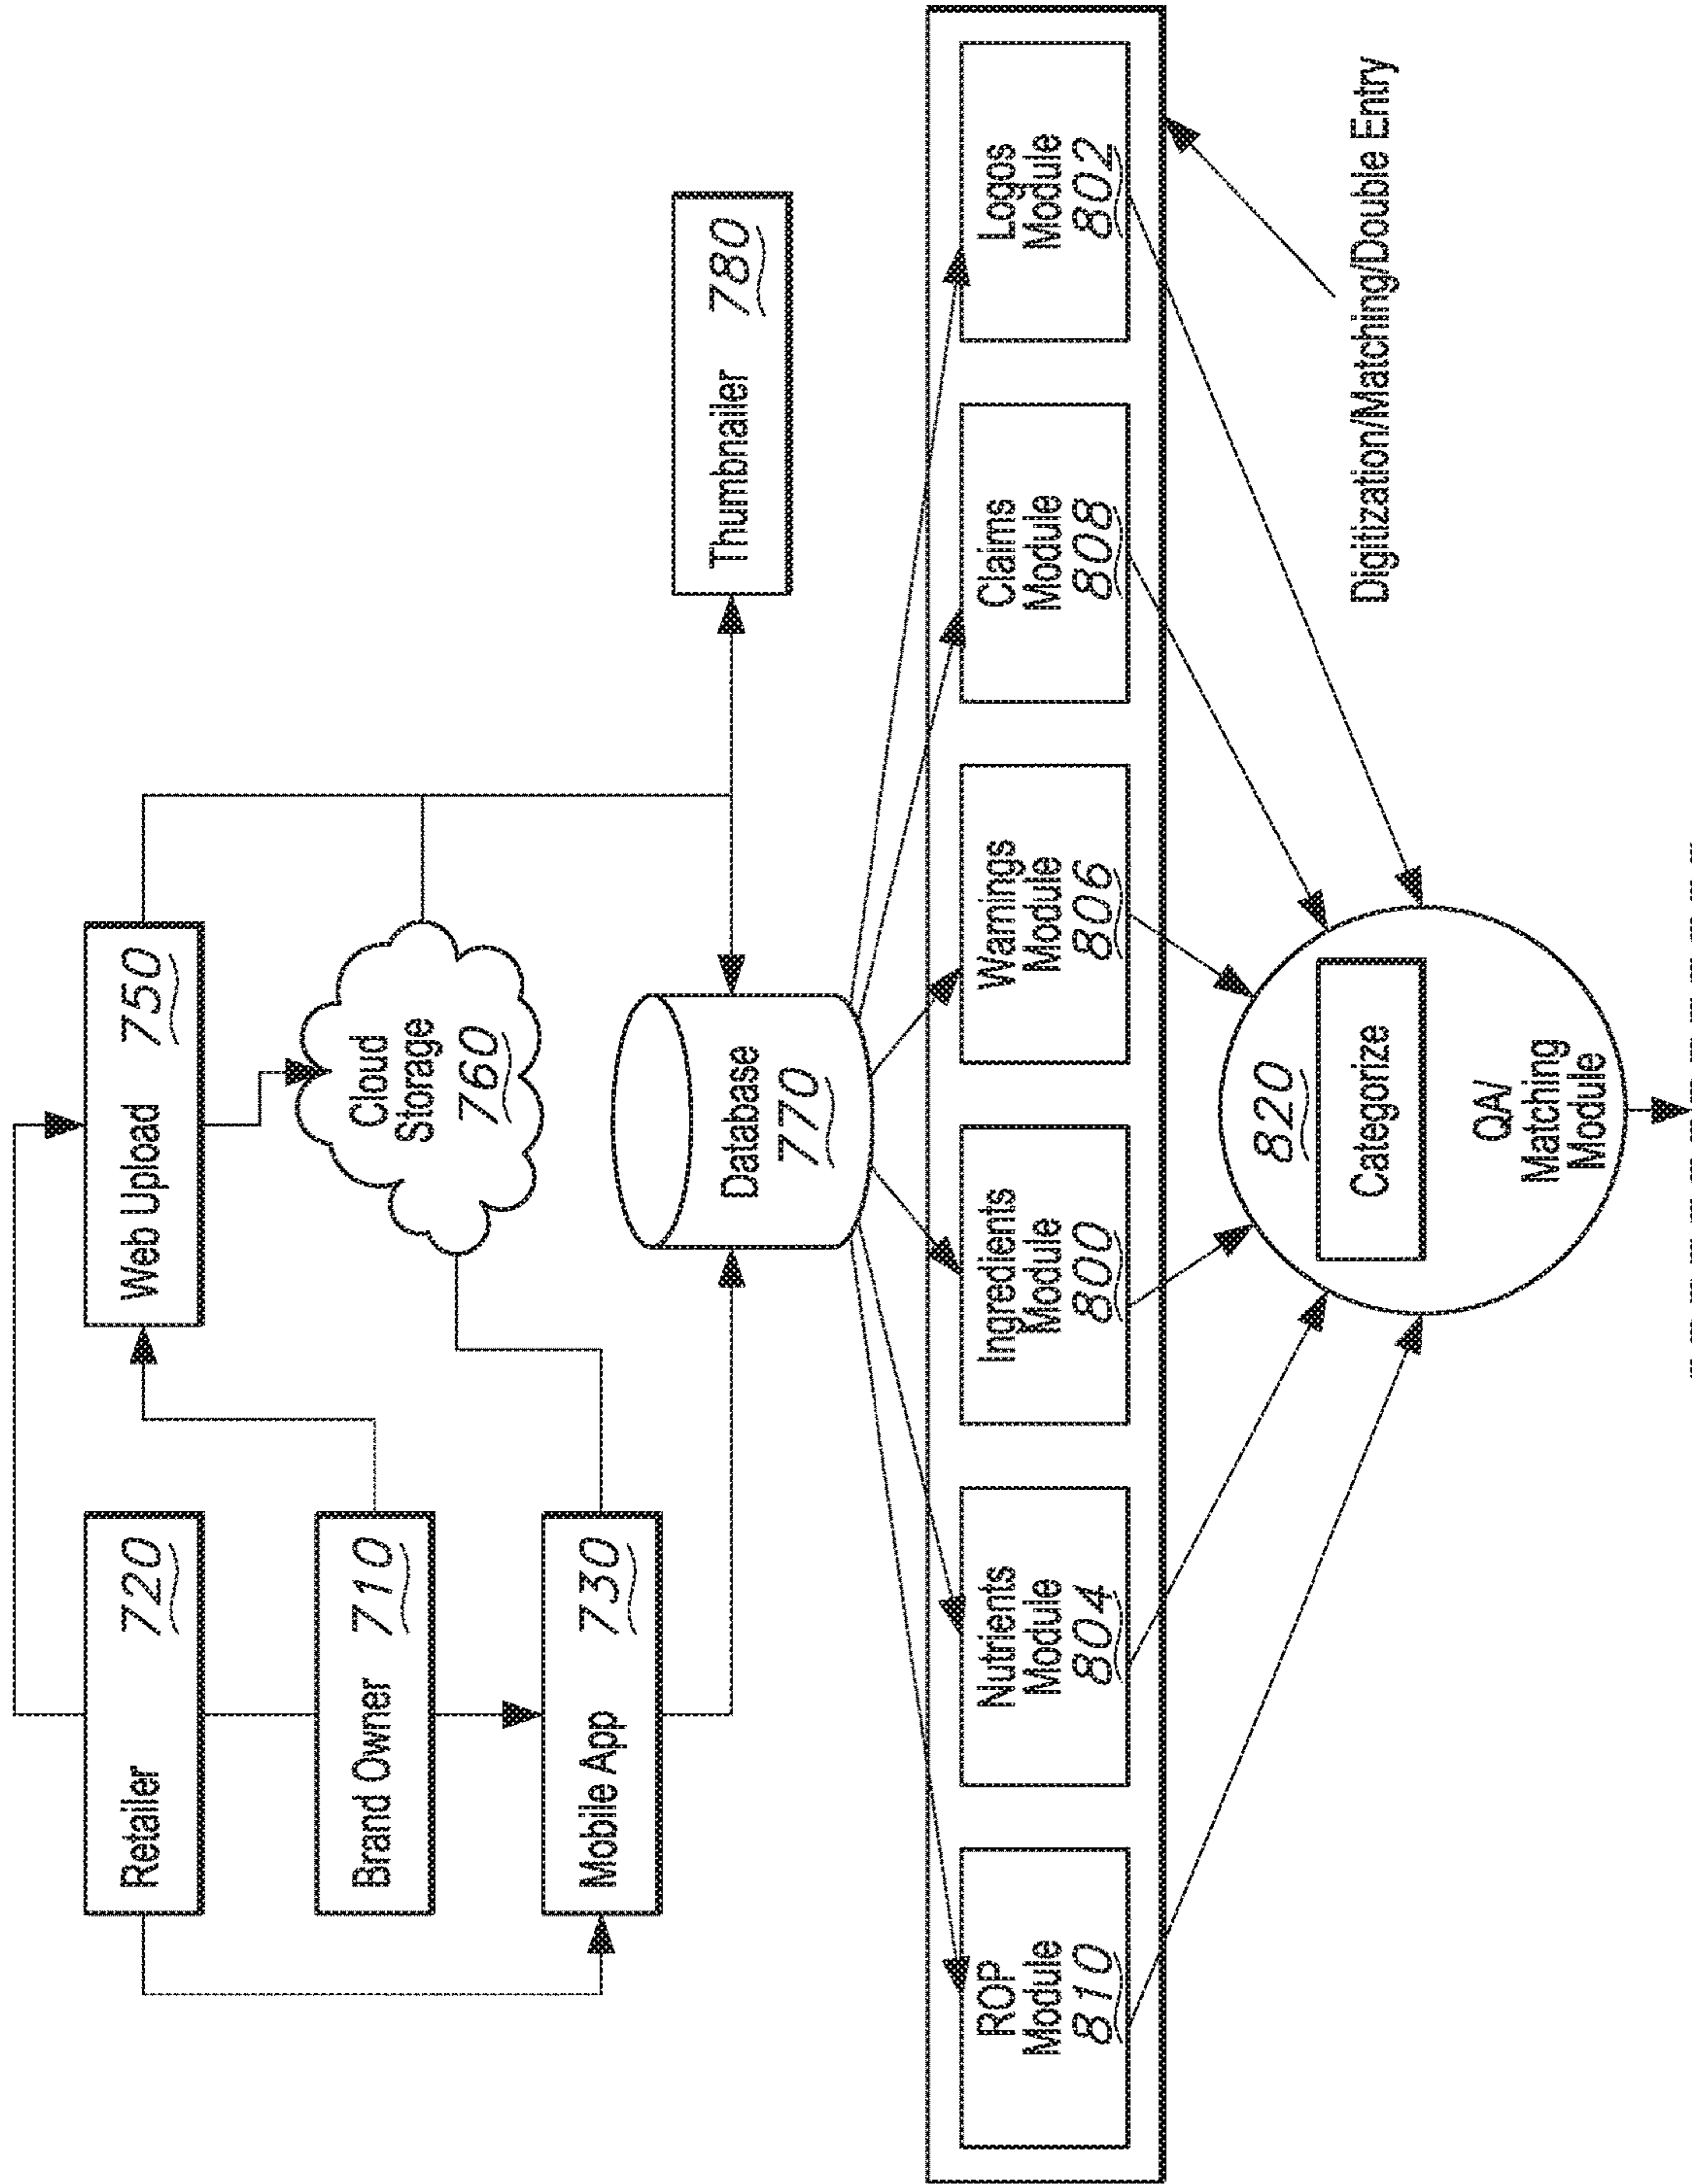 Retailer 720
Brand Owner 710
Mobile App 730
Web Upload 750
Cloud
Storage
760
Database
770
Thumbnailer 780
ROP
Module
810
Nutrients
Module
804
Ingredients
Module
800
Warnings
Module
806
Claims
Module
808
Logos
Module
802
Digitization/Matching/Double Entry
820
Categorize
QA/
Matching
Module